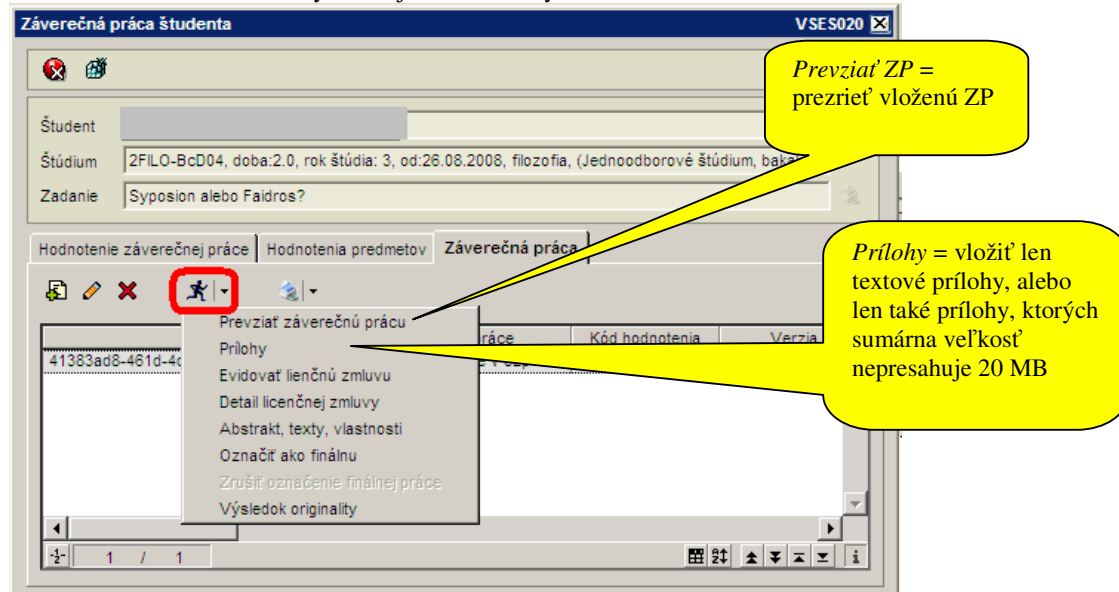 Záverečná práca študenta VSES020
Prevziať ZP =
prezrieť vloženú ZP
Študent
Štúdium 2FILO-BcD04, doba:2.0, rok štúdia: 3, od:26.08.2008, filozofia, (Jednoodborové štúdium,
Zadanie Syposion alebo Faidros?
Hodnotenie záverečnej práce Hodnotenia predmetov Záverečná práca
Prílohy = vložiť len
textové prílohy, alebo
len také prílohy, ktorých
sumárna veľkosť
nepresahuje 20 MB
Kód hodnotenia Verzia
41383ad8-461d-4
Prevziať záverečnú prácu
Prílohy
Evidovať lienčnú zmluvu
Detail licenčnej zmluvy
Abstrakt, texty, vlastnosti
Označiť ako finálnu
Zrušiť označenie finálnej práce
Výsledok originality
1 / 1